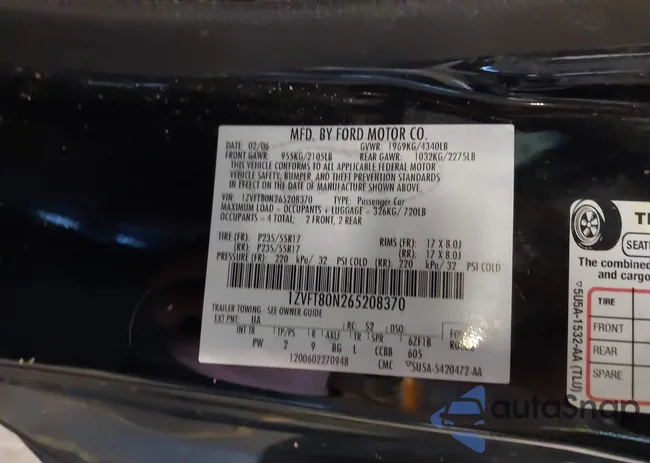 MFD. BY FORD MOTOR CO.
DATE: 02/06 GVWR: 1969KG/4340LB
FRONT GAWR: 955KG/2105LB REAR GAWR: 1032KG/2275LB
THIS VEHICLE CONFORMS TO ALL APPLICABLE FEDERAL MOTOR
VEHICLE SAFETY, BUMPER, AND THEFT PREVENTION STANDARDS
IN EFFECT ON THE DATE OF MANUFACTURE SHOWN ABOVE.
VIN: 1ZVFT80N265208370 TYPE: Passenger Car
MAXIMUM LOAD = OCCUPANTS + LUGGAGE = 326KG/720LB
OCCUPANTS = 4 TOTAL; 2 FRONT, 2 REAR
TIRE (FR): P235/55R17 RIMS (FR): 17 X 8.0J
(RR): P235/55R17 (RR): 17 X 8.0J
PRESSURE (FR): 220 kPa/ 32 PSI COLD (RR): 220 kPa/ 32 PSI COLD
1ZVFT80N265208370
TRAILER TOWING - SEE OWNER GUIDE
EXT PNT: UA RC: 52 DSO:
INT TR TP/PS R AXLE TR SPR 6ZF1B
PW 2 9 BG L CCBB 605
120060227094B CMC 5U5A-5420472-AA
SEATI
The combined
and cargo
TIRE
FRONT
REAR
SPARE
5U5A-1532-AA (TLU)
autoSnap